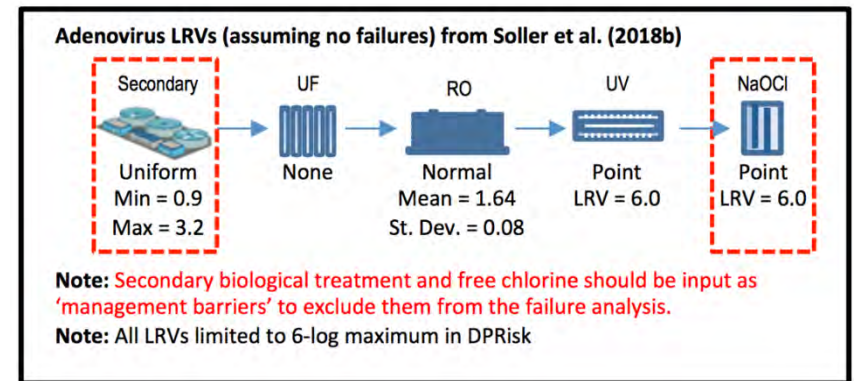 Adenovirus LRVs (assuming no failures) from Soller et al. (2018b)
Secondary
UF
RO
UV
NaOCl
Uniform
Min = 0.9
Max = 3.2
None
Normal
Mean = 1.64
St. Dev. = 0.08
Point
LRV = 6.0
Point
LRV = 6.0
Note: Secondary biological treatment and free chlorine should be input as
‘management barriers’ to exclude them from the failure analysis.
Note: All LRVs limited to 6-log maximum in DPRisk